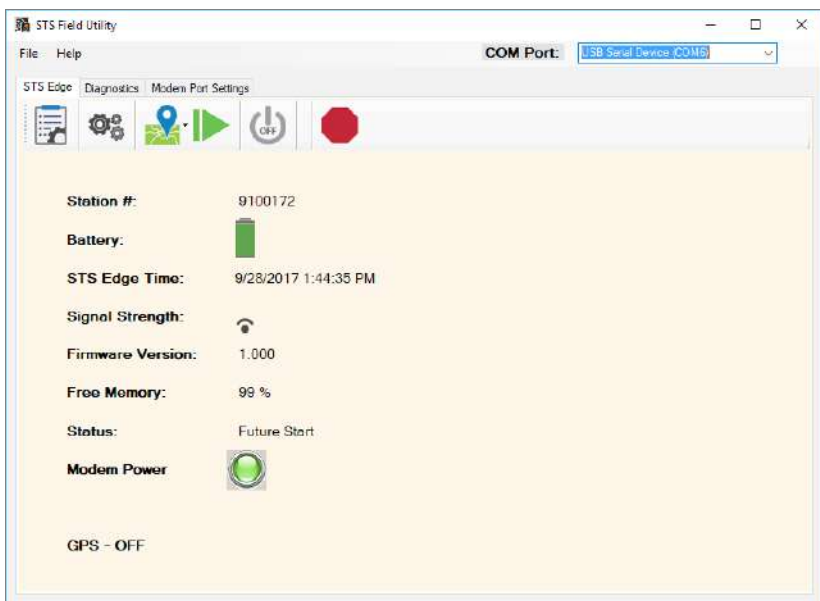 STS Field Utility
File Help COM Port: USB Serial Device (COM6)
STS Edge Diagnostics Modem Port Settings
OFF
Station #: 9100172
Battery:
STS Edge Time: 9/28/2017 1:44:35 PM
Signal Strength:
Firmware Version: 1.000
Free Memory: 99 %
Status: Future Start
Modem Power
GPS - OFF